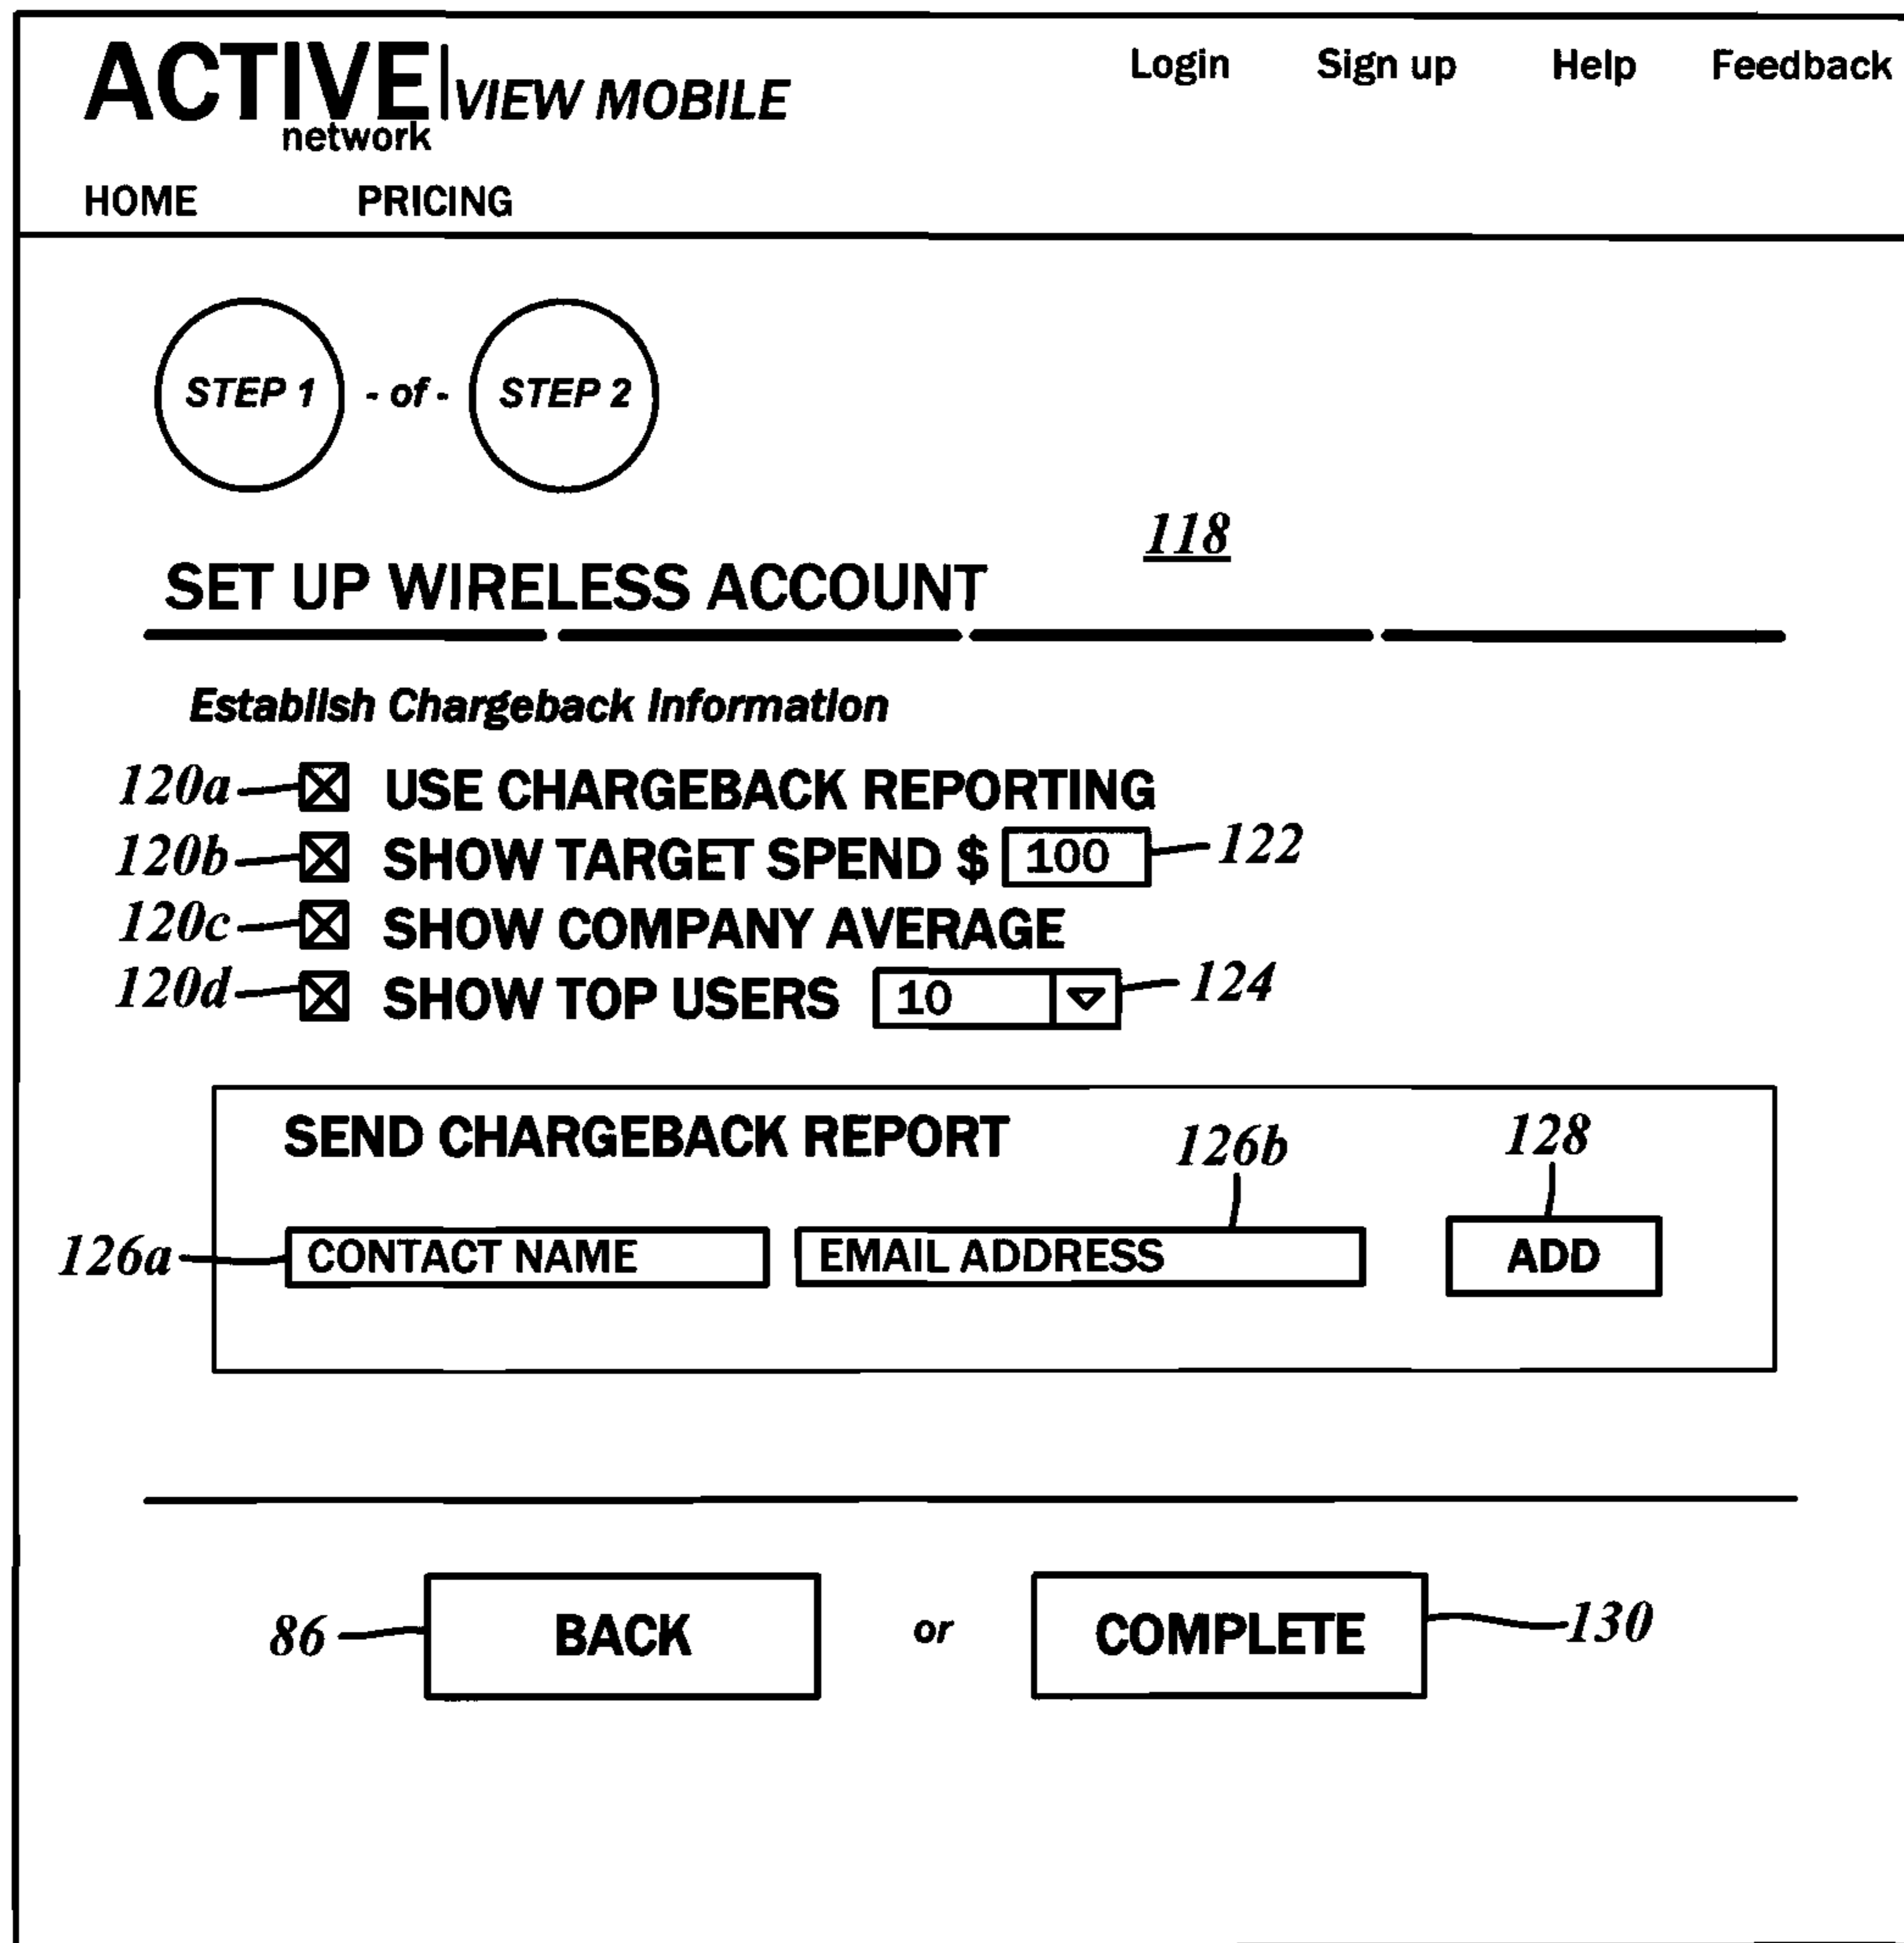 ACTIVE VIEW MOBILE
network
Login Sign up Help Feedback
HOME PRICING
STEP 1 - of - STEP 2
118
SET UP WIRELESS ACCOUNT
Establish Chargeback Information
120a USE CHARGEBACK REPORTING
120b SHOW TARGET SPEND $ 100 122
120c SHOW COMPANY AVERAGE
120d SHOW TOP USERS 10 124
SEND CHARGEBACK REPORT 126b 128
126a CONTACT NAME EMAIL ADDRESS ADD
86 BACK or COMPLETE 130